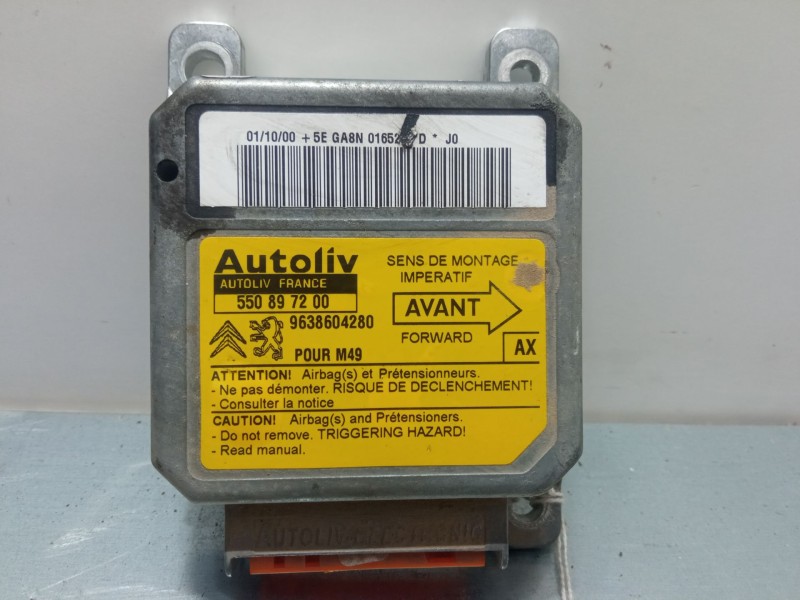 01/10/00 + 5E GA8N 01652 D * J0
Autoliv
AUTOLIV FRANCE
550 89 72 00
9638604280
POUR M49
SENS DE MONTAGE
IMPERATIF
AVANT
FORWARD
AX
ATTENTION! Airbag(s) et Prétensionneurs.
- Ne pas démonter. RISQUE DE DECLENCHEMENT!
- Consulter la notice
CAUTION! Airbag(s) and Prétensioners.
- Do not remove. TRIGGERING HAZARD!
- Read manual.
AUTOLIV ELECTRONIC